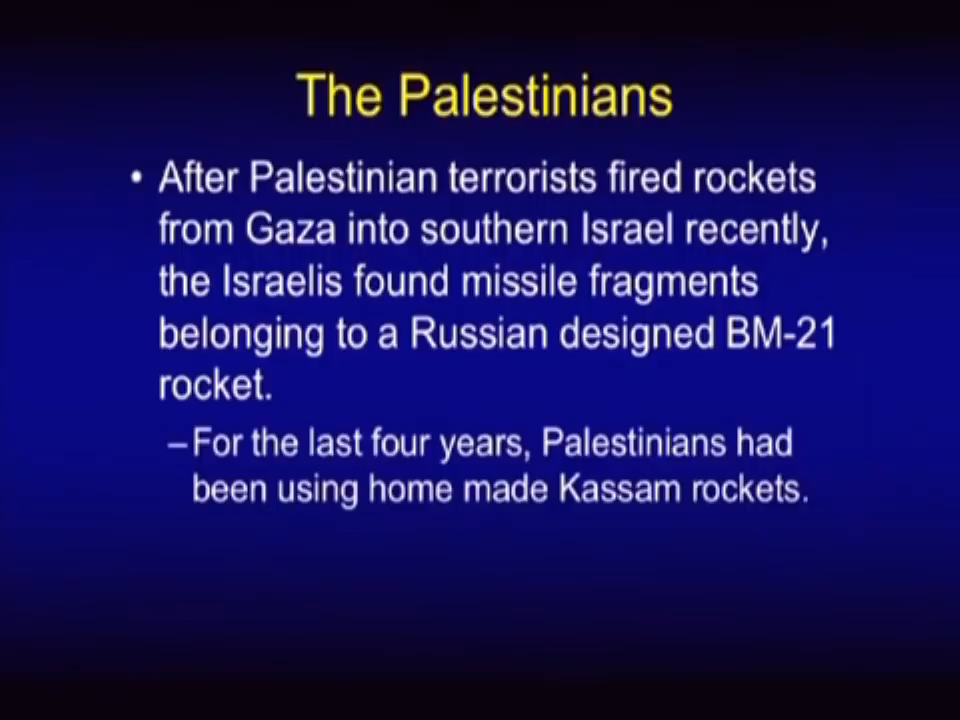 The Palestinians
• After Palestinian terrorists fired rockets
from Gaza into southern Israel recently,
the Israelis found missile fragments
belonging to a Russian designed BM-21
rocket.
– For the last four years, Palestinians had
been using home made Kassam rockets.